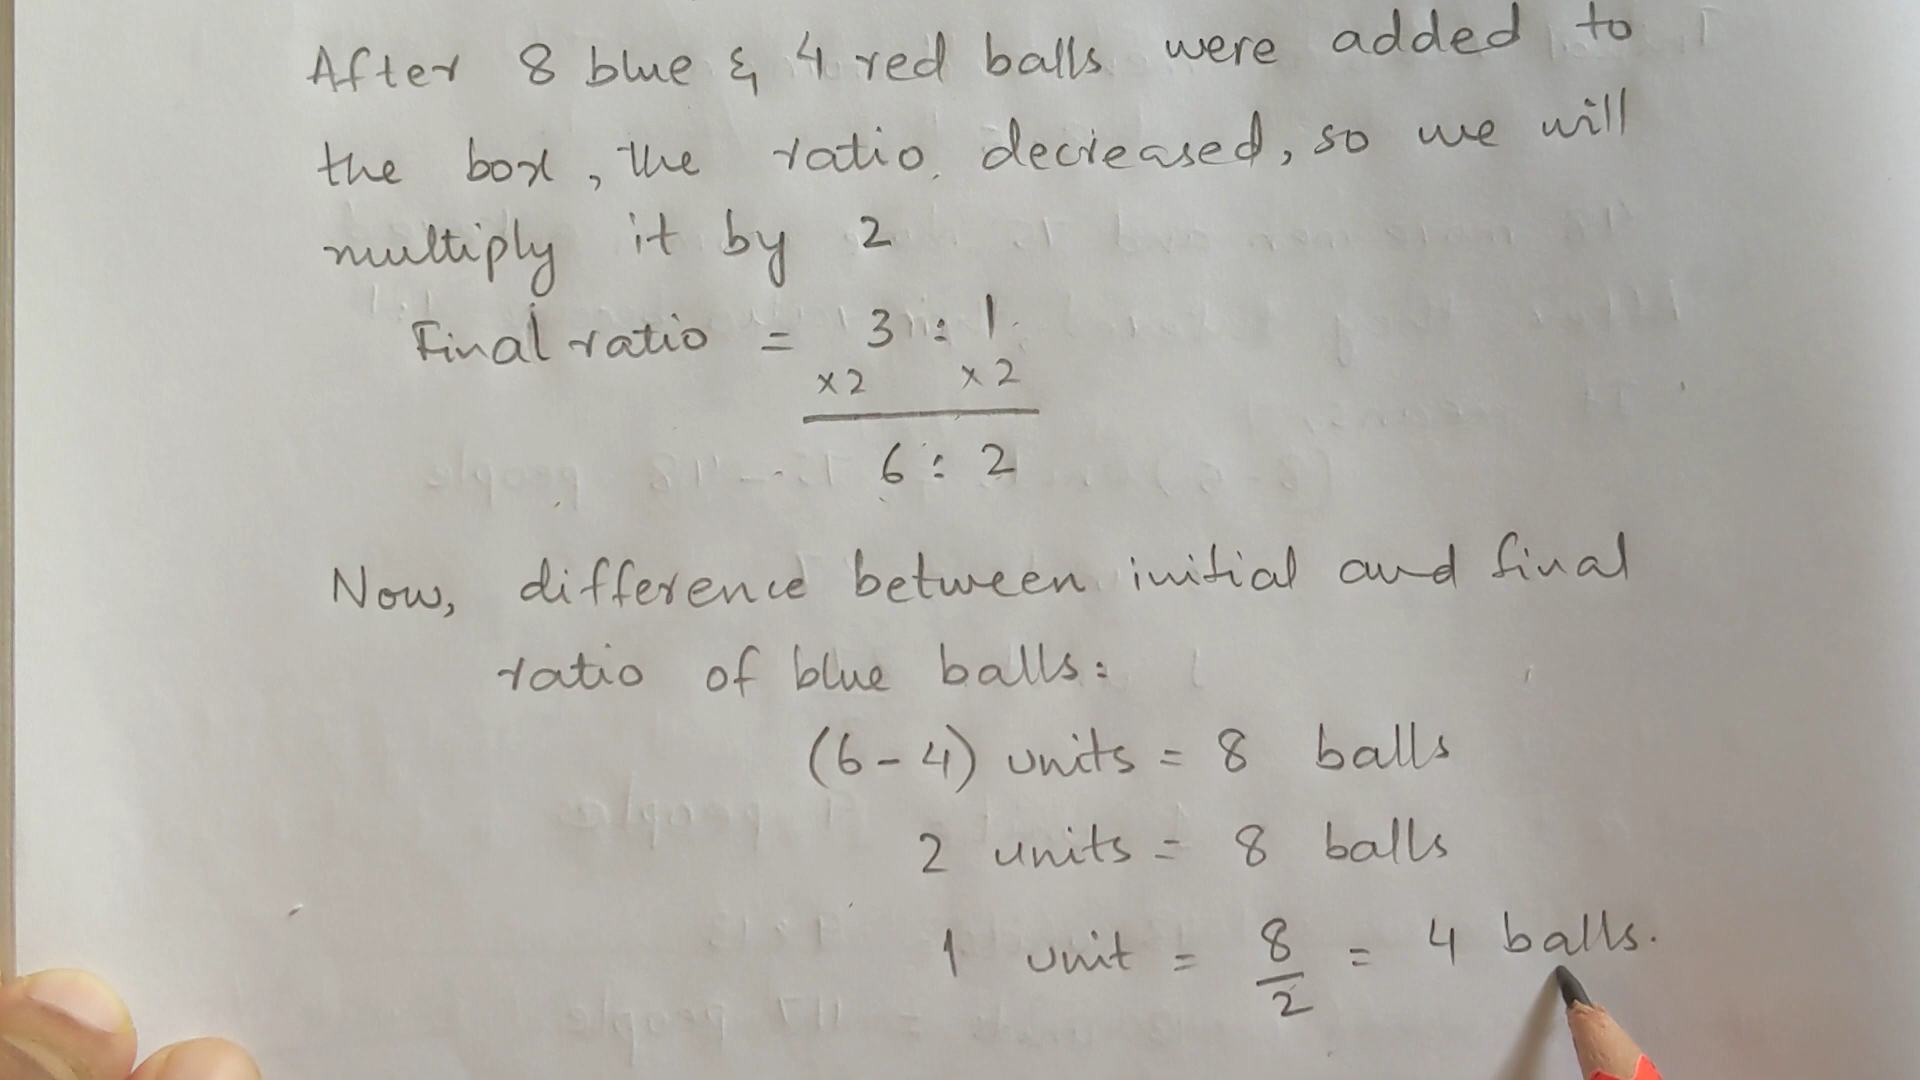 After 8 blue & 4 red balls were added to
the box, the ratio decreased, so we will
multiply it by 2
Final ratio = 3 : 1
×2 ×2
6 : 2
Now, difference between initial and final
ratio of blue balls:
(6-4) units = 8 balls
2 units = 8 balls
1 unit = 8/2 = 4 balls.